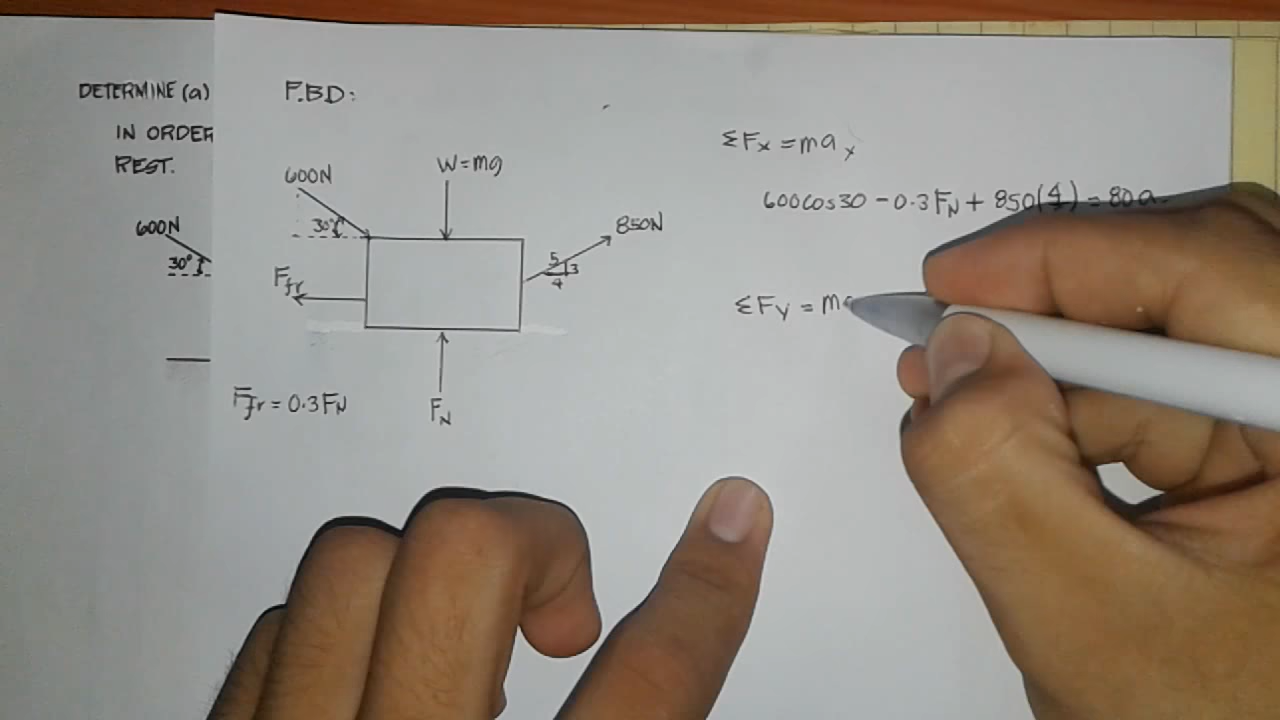 DETERMINE (a)
IN ORDER
REST.
600N
30°
F.BD:
600N
30°
W=mg
850N
5
3
4
Ffr
FN
Ffr = 0.3FN
ΣFx = max
600cos30 - 0.3FN + 850(4/ ) = 80a
ΣFy = m